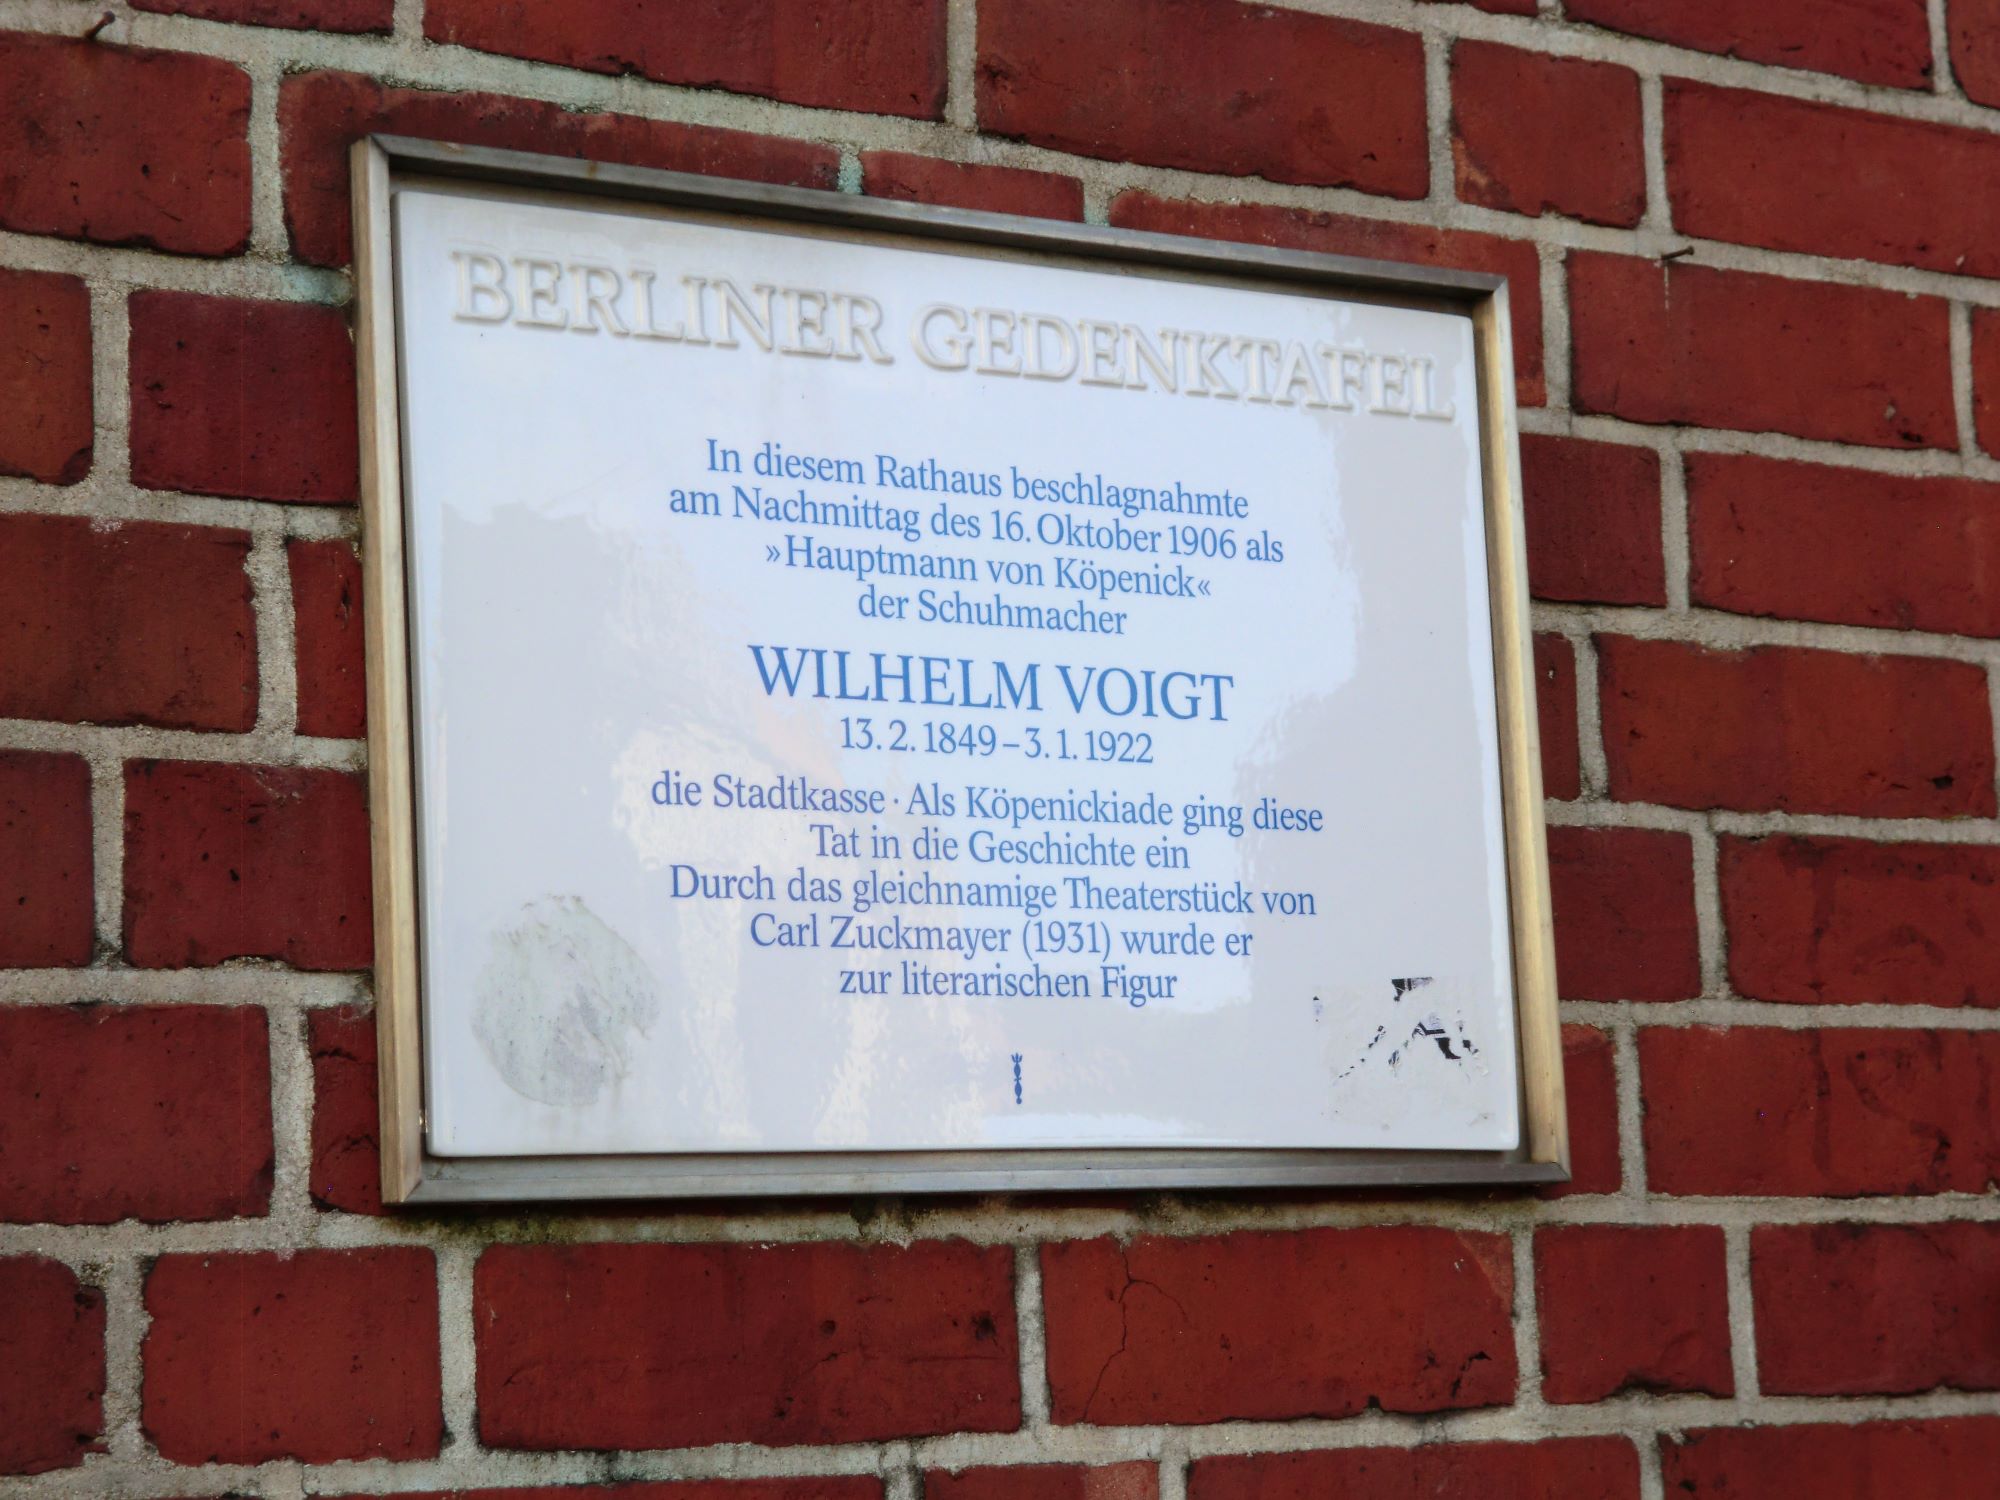 BERLINER GEDENKTAFEL
In diesem Rathaus beschlagnahmte
am Nachmittag des 16. Oktober 1906 als
»Hauptmann von Köpenick«
der Schuhmacher
WILHELM VOIGT
13. 2. 1849 – 3. 1. 1922
die Stadtkasse · Als Köpenickiade ging diese
Tat in die Geschichte ein
Durch das gleichnamige Theaterstück von
Carl Zuckmayer (1931) wurde er
zur literarischen Figur